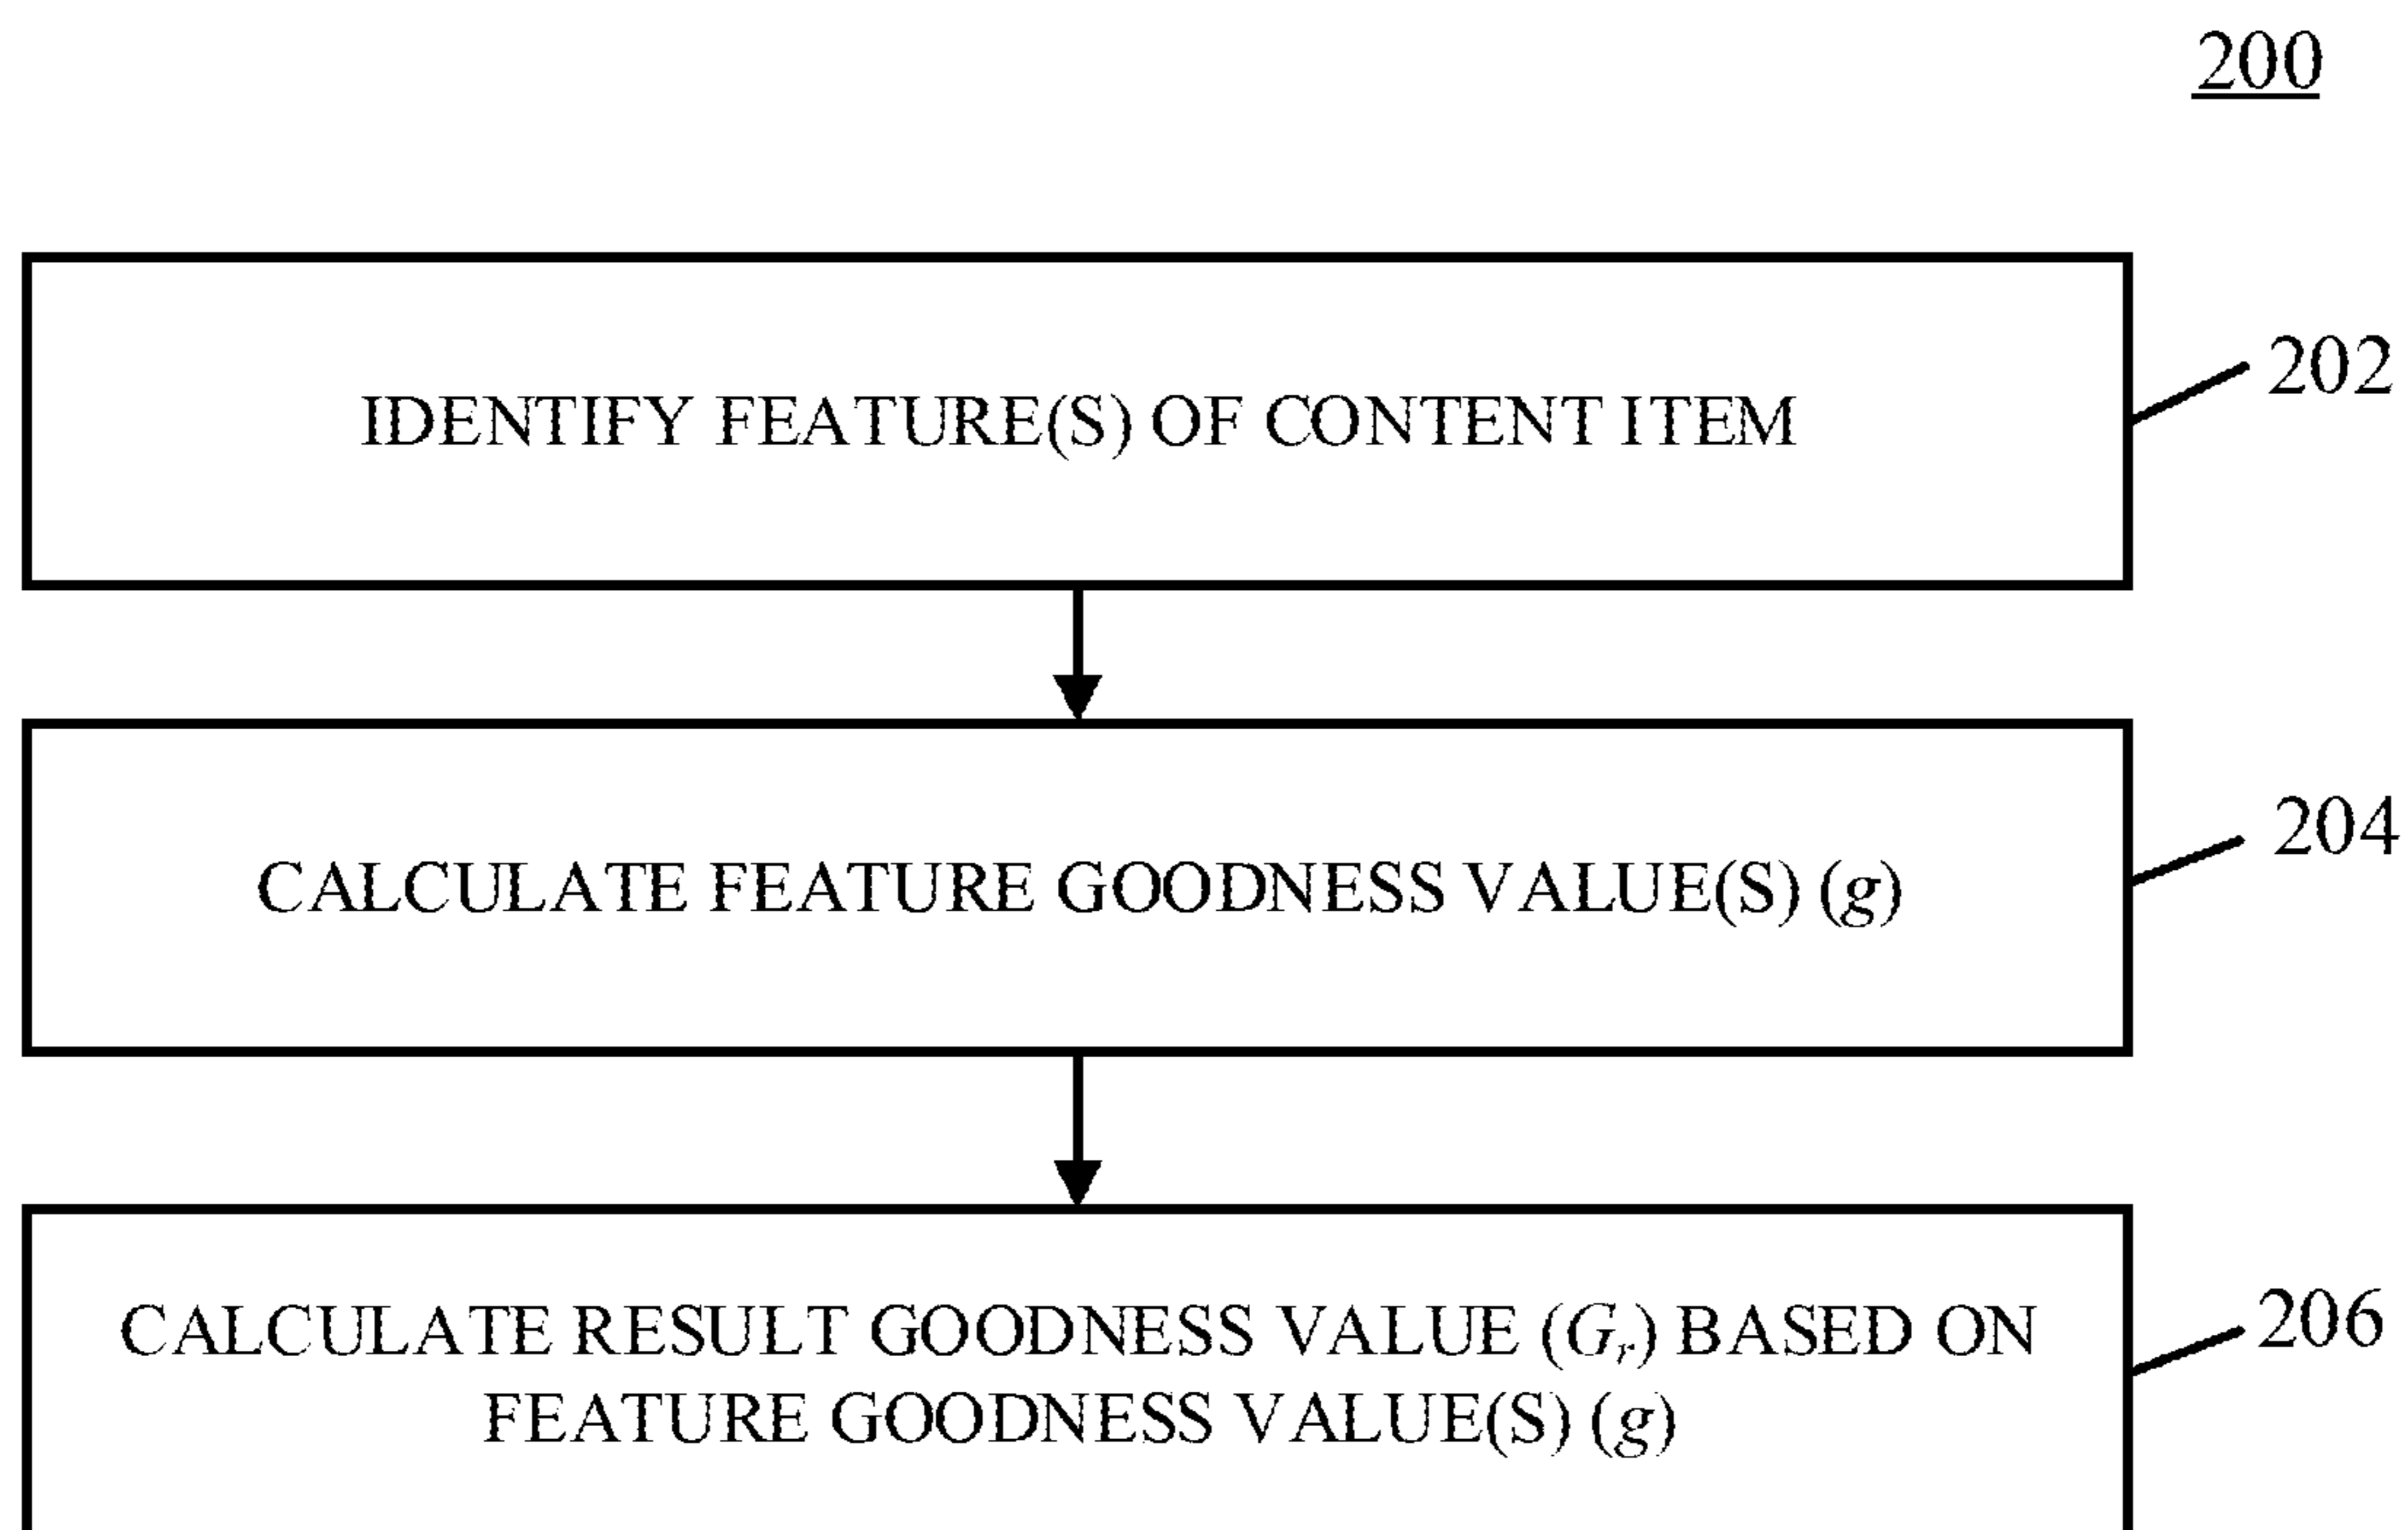 200
IDENTIFY FEATURE(S) OF CONTENT ITEM
202
CALCULATE FEATURE GOODNESS VALUE(S) (g)
204
CALCULATE RESULT GOODNESS VALUE (Gr) BASED ON
FEATURE GOODNESS VALUE(S) (g)
206